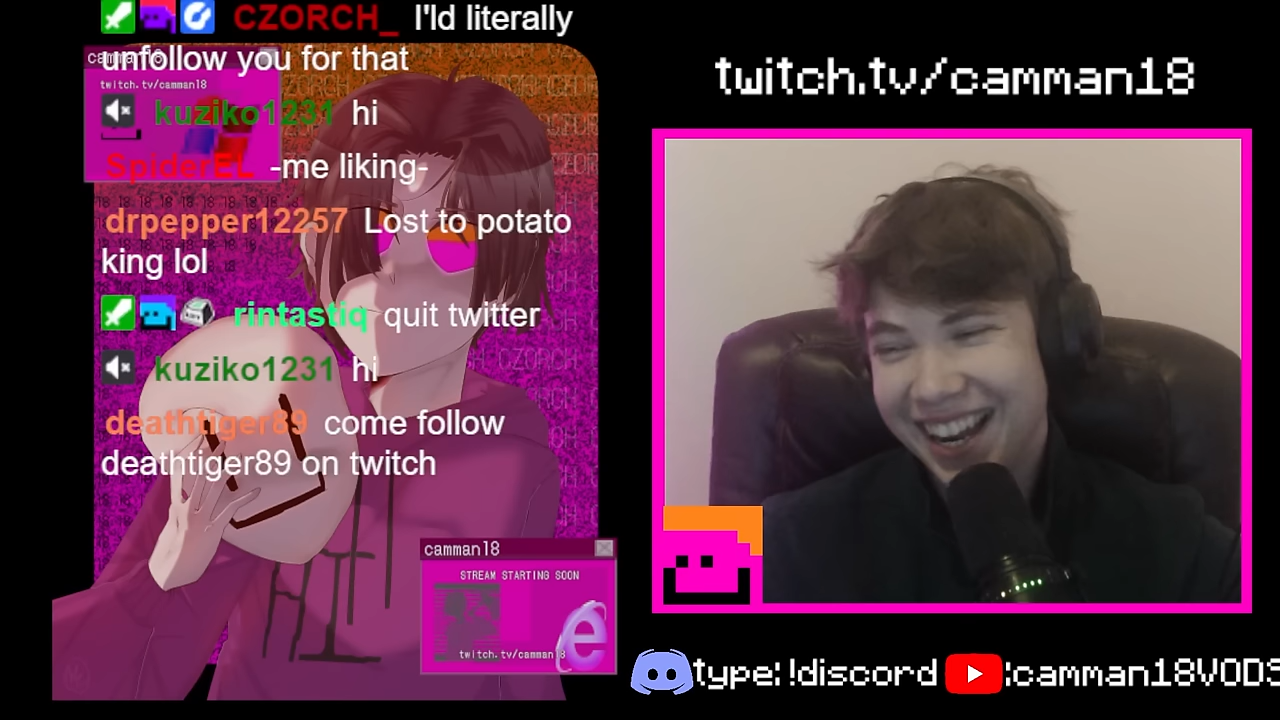 CZORCH_ I'ld literally
unfollow you for that
kuziko1231 hi
SpiderEL -me liking-
drpepper12257 Lost to potato
king lol
rintastiq quit twitter
kuziko1231 hi
deathtiger89 come follow
deathtiger89 on twitch
twitch.tv/camman18
camman18
STREAM STARTING SOON
twitch.tv/camman18
twitch.tv/camman18
type: !discord
:camman18VODS